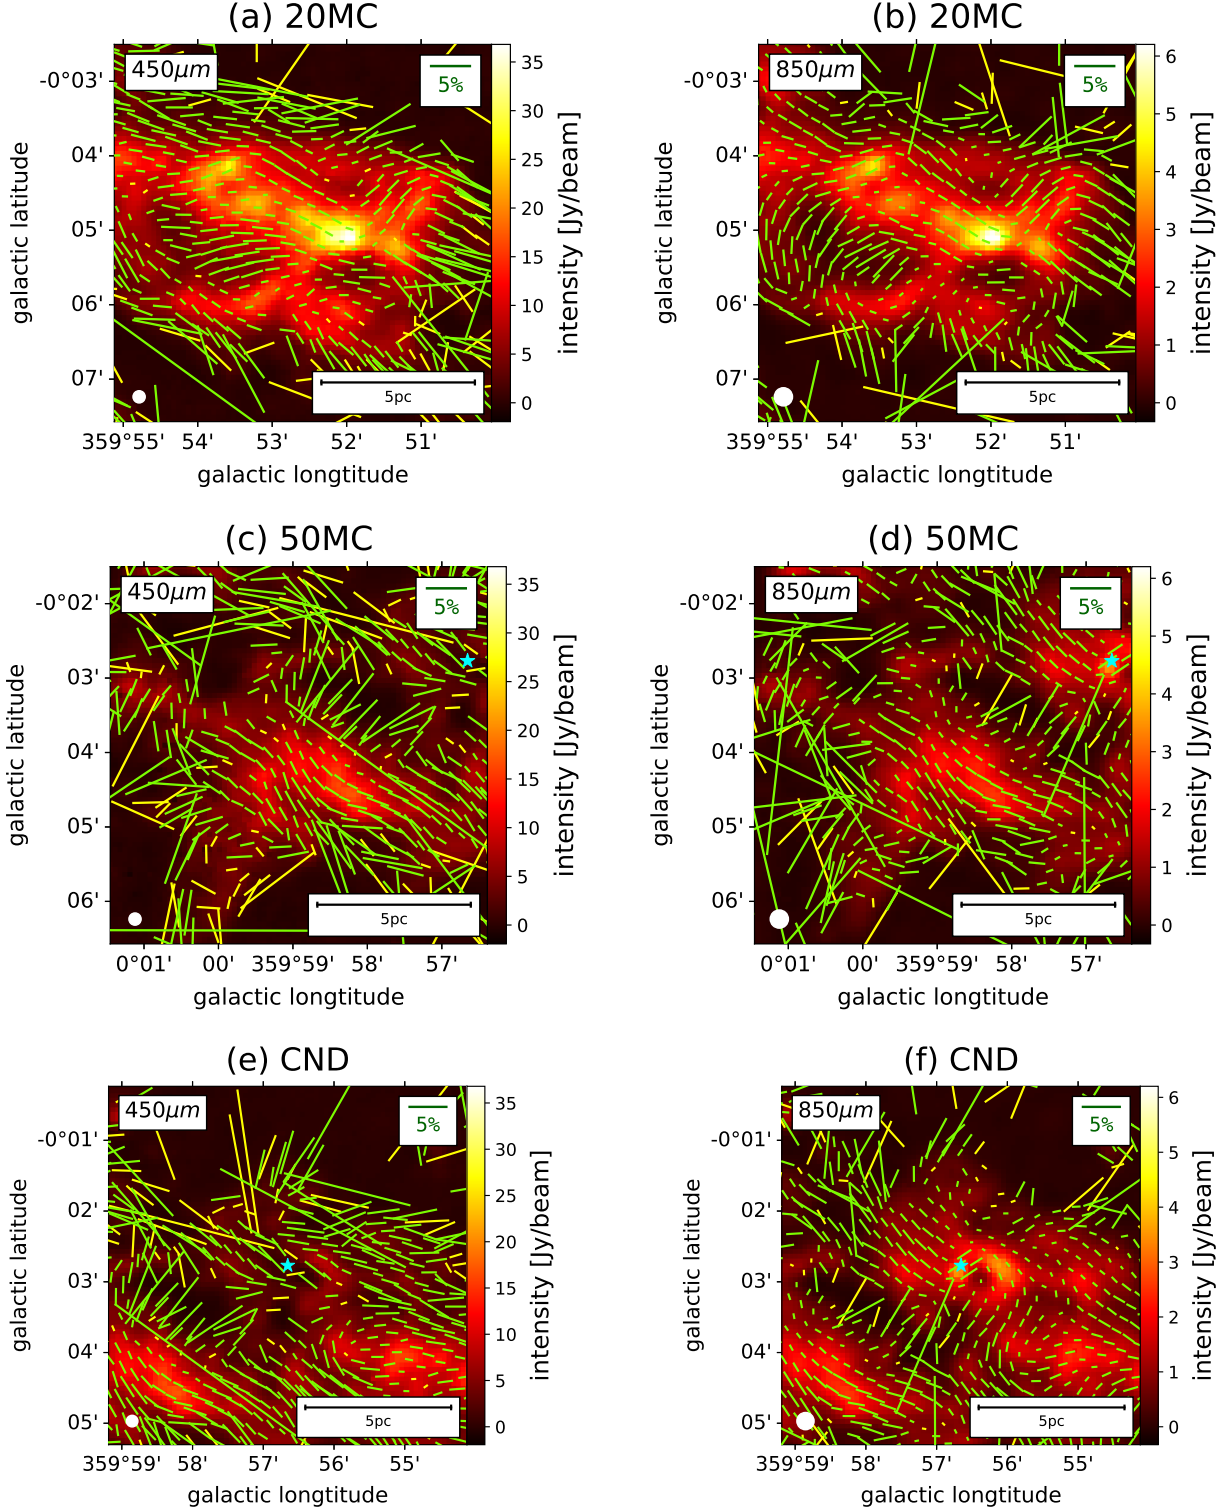 (a) 20MC
450μm
5%
-0°03'
04'
05'
06'
07'
galactic latitude
5pc
359°55' 54' 53' 52' 51'
galactic longtitude
35
30
25
20
15
10
5
0
intensity [Jy/beam]
(b) 20MC
850μm
5%
-0°03'
04'
05'
06'
07'
galactic latitude
5pc
359°55' 54' 53' 52' 51'
galactic longtitude
6
5
4
3
2
1
0
intensity [Jy/beam]
(c) 50MC
450μm
5%
-0°02'
03'
04'
05'
06'
galactic latitude
5pc
0°01' 00' 359°59' 58' 57'
galactic longtitude
35
30
25
20
15
10
5
0
intensity [Jy/beam]
(d) 50MC
850μm
5%
-0°02'
03'
04'
05'
06'
galactic latitude
5pc
0°01' 00' 359°59' 58' 57'
galactic longtitude
6
5
4
3
2
1
0
intensity [Jy/beam]
(e) CND
450μm
5%
-0°01'
02'
03'
04'
05'
galactic latitude
5pc
359°59' 58' 57' 56' 55'
galactic longtitude
35
30
25
20
15
10
5
0
intensity [Jy/beam]
(f) CND
850μm
5%
-0°01'
02'
03'
04'
05'
galactic latitude
5pc
359°59' 58' 57' 56' 55'
galactic longtitude
6
5
4
3
2
1
0
intensity [Jy/beam]